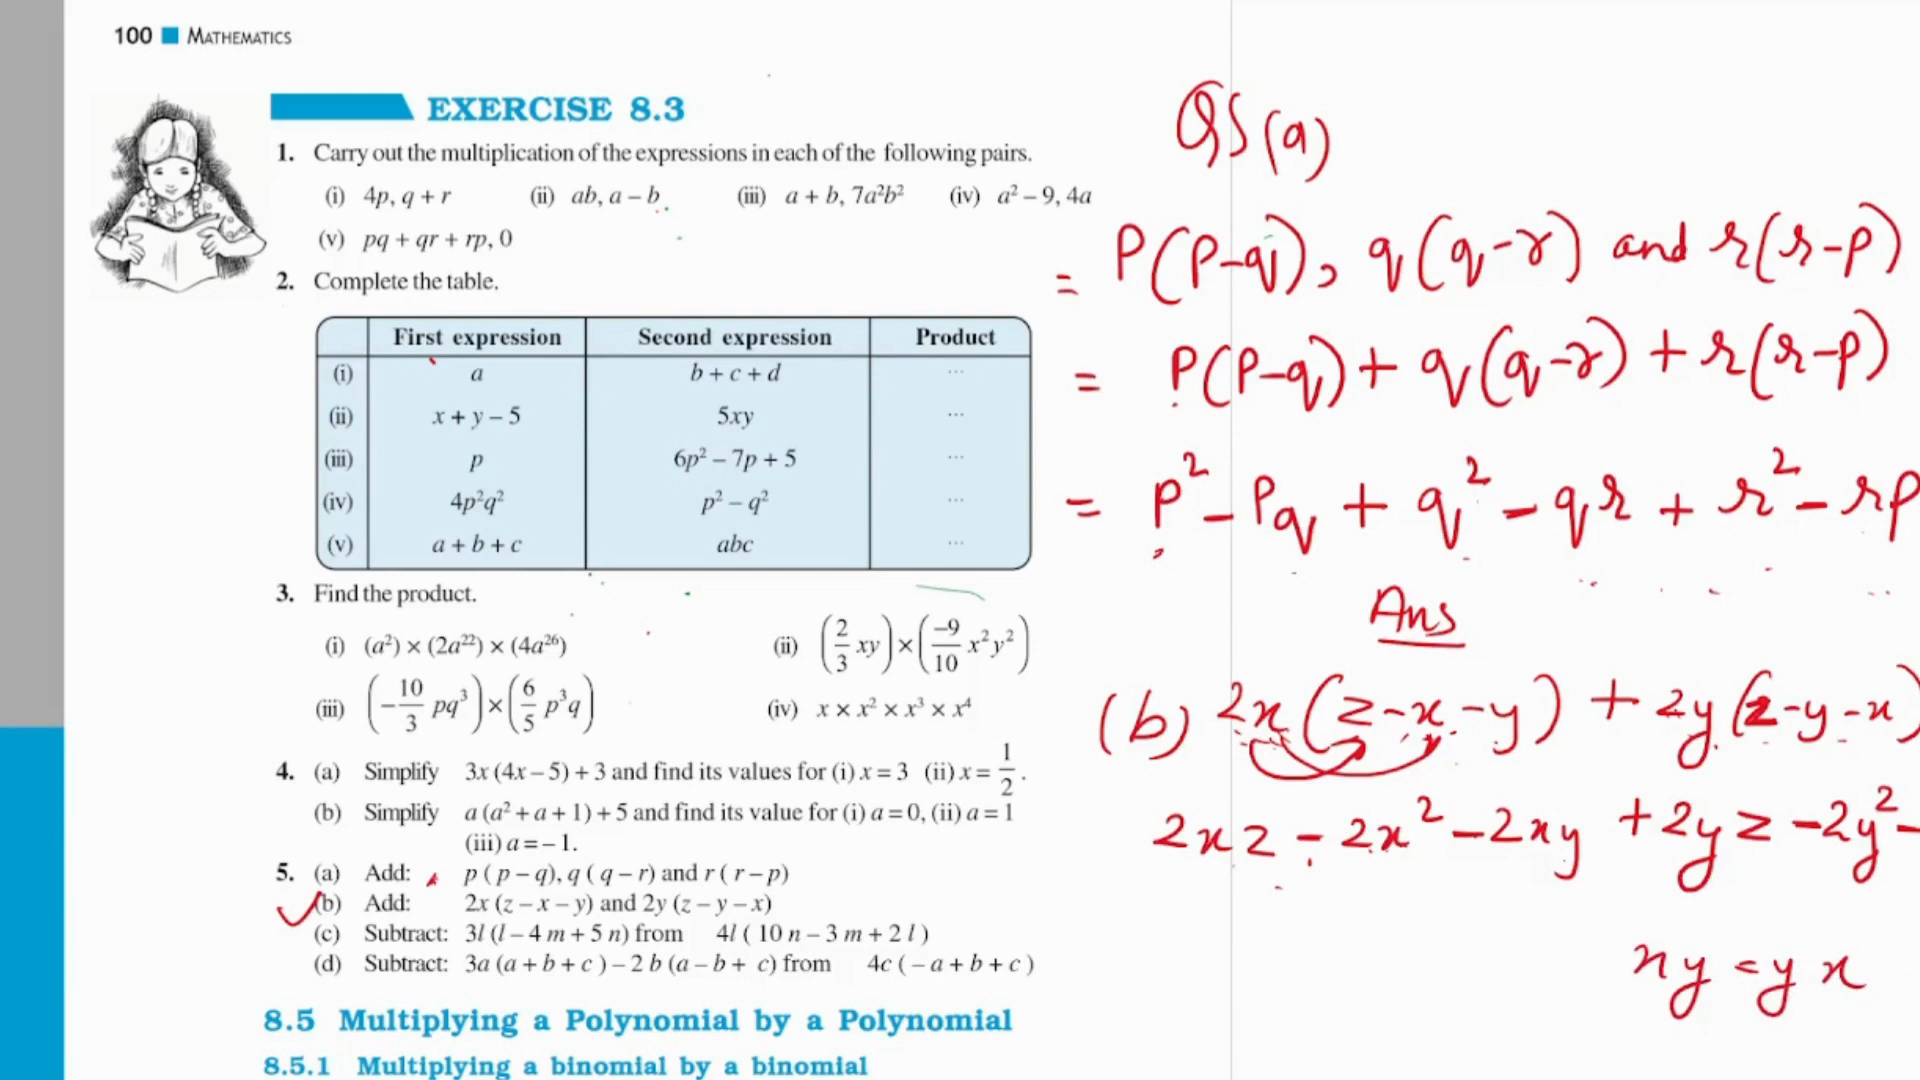 100 MATHEMATICS
EXERCISE 8.3
1. Carry out the multiplication of the expressions in each of the following pairs.
(i) 4p, q + r (ii) ab, a – b (iii) a + b, 7a²b² (iv) a² – 9, 4a
(v) pq + qr + rp, 0
2. Complete the table.
First expression Second expression Product
(i) a b + c + d ...
(ii) x + y – 5 5xy ...
(iii) p 6p² – 7p + 5 ...
(iv) 4p²q² p² – q² ...
(v) a + b + c abc ...
3. Find the product.
(i) (a²) × (2a²²) × (4a²⁶) (ii) (2/3 xy) × (–9/10 x²y²)
(iii) (–10/3 pq³) × (6/5 p³q) (iv) x × x² × x³ × x⁴
4. (a) Simplify 3x (4x – 5) + 3 and find its values for (i) x = 3 (ii) x = 1/2.
(b) Simplify a (a² + a + 1) + 5 and find its value for (i) a = 0, (ii) a = 1
(iii) a = – 1.
5. (a) Add: p ( p – q), q ( q – r) and r ( r – p)
(b) Add: 2x (z – x – y) and 2y (z – y – x)
(c) Subtract: 3l (l – 4 m + 5 n) from 4l ( 10 n – 3 m + 2 l )
(d) Subtract: 3a (a + b + c ) – 2 b (a – b + c) from 4c ( – a + b + c )
8.5 Multiplying a Polynomial by a Polynomial
8.5.1 Multiplying a binomial by a binomial
Q5 (a)
= P(P-q), q(q-r) and r(r-p)
= P(P-q) + q(q-r) + r(r-p)
= P² - Pq + q² - qr + r² - rp
Ans
(b) 2x(z-x-y) + 2y(z-y-x)
2xz - 2x² - 2xy + 2yz - 2y² -
xy = yx